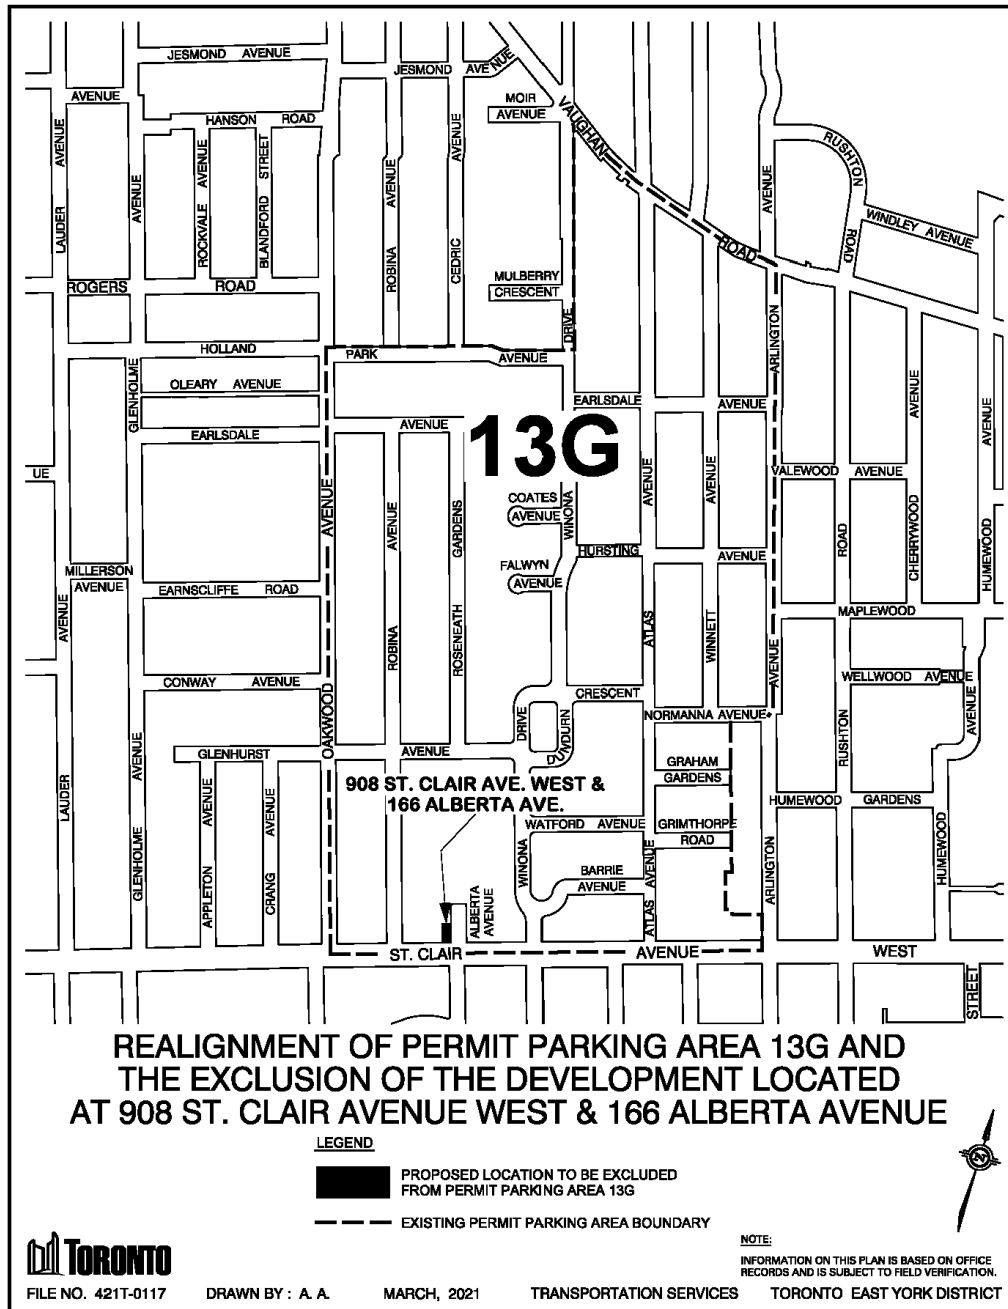 JESMOND AVENUE
JESMOND AVENUE
AVENUE
MOIR
AVENUE
HANSON ROAD
VAUGHAN
ROAD
RUSHTON
ROAD
WINDLEY AVENUE
LAUDER
AVENUE
AVENUE
ROCKVALE AVENUE
BLANDFORD STREET
ROBINA
AVENUE
CEDRIC
AVENUE
AVENUE
MULBERRY
CRESCENT
ROGERS ROAD
DRIVE
ARLINGTON
HOLLAND
PARK
AVENUE
GLENHOLME
OLEARY AVENUE
EARLSDALE
AVENUE
EARLSDALE
AVENUE
13G
UE
AVENUE
AVENUE
GARDENS
COATES
AVENUE
WINONA
AVENUE
AVENUE
VALEWOOD AVENUE
AVENUE
AVENUE
ROAD
CHERRYWOOD
HUMEWOOD
HURSTING
AVENUE
FALWYN
AVENUE
MILLERSON
AVENUE
EARNSCLIFFE ROAD
AVENUE
ROBINA
ROSENEATH
ATLAS
WINNETT
MAPLEWOOD
AVENUE
WELLWOOD AVENUE
CONWAY AVENUE
CRESCENT
NORMANNA AVENUE
OAKWOOD
DRIVE
DUNDURN
AVENUE
RUSHTON
AVENUE
GLENHURST
AVENUE
GRAHAM
GARDENS
908 ST. CLAIR AVE. WEST &
166 ALBERTA AVE.
HUMEWOOD GARDENS
LAUDER
GLENHOLME
APPLETON
AVENUE
CRANG
AVENUE
WATFORD AVENUE
GRIMTHORPE
ROAD
WINONA
BARRIE
AVENUE
AVENUE
ATLAS
ARLINGTON
HUMEWOOD
ALBERTA
AVENUE
ST. CLAIR AVENUE WEST
STREET
REALIGNMENT OF PERMIT PARKING AREA 13G AND
THE EXCLUSION OF THE DEVELOPMENT LOCATED
AT 908 ST. CLAIR AVENUE WEST & 166 ALBERTA AVENUE
LEGEND
PROPOSED LOCATION TO BE EXCLUDED
FROM PERMIT PARKING AREA 13G
EXISTING PERMIT PARKING AREA BOUNDARY
N
NOTE:
INFORMATION ON THIS PLAN IS BASED ON OFFICE
RECORDS AND IS SUBJECT TO FIELD VERIFICATION.
TORONTO
FILE NO. 421T-0117 DRAWN BY : A. A. MARCH, 2021 TRANSPORTATION SERVICES TORONTO EAST YORK DISTRICT